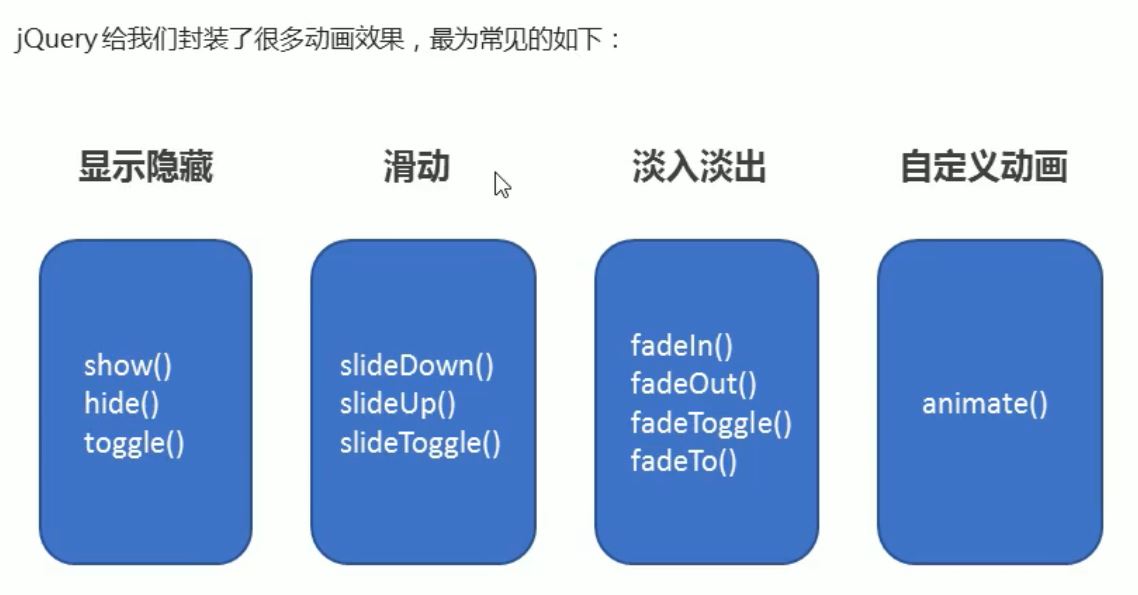 jQuery 给我们封装了很多动画效果，最为常见的如下：
显示隐藏
滑动
淡入淡出
自定义动画
show()
hide()
toggle()
slideDown()
slideUp()
slideToggle()
fadeIn()
fadeOut()
fadeToggle()
fadeTo()
animate()